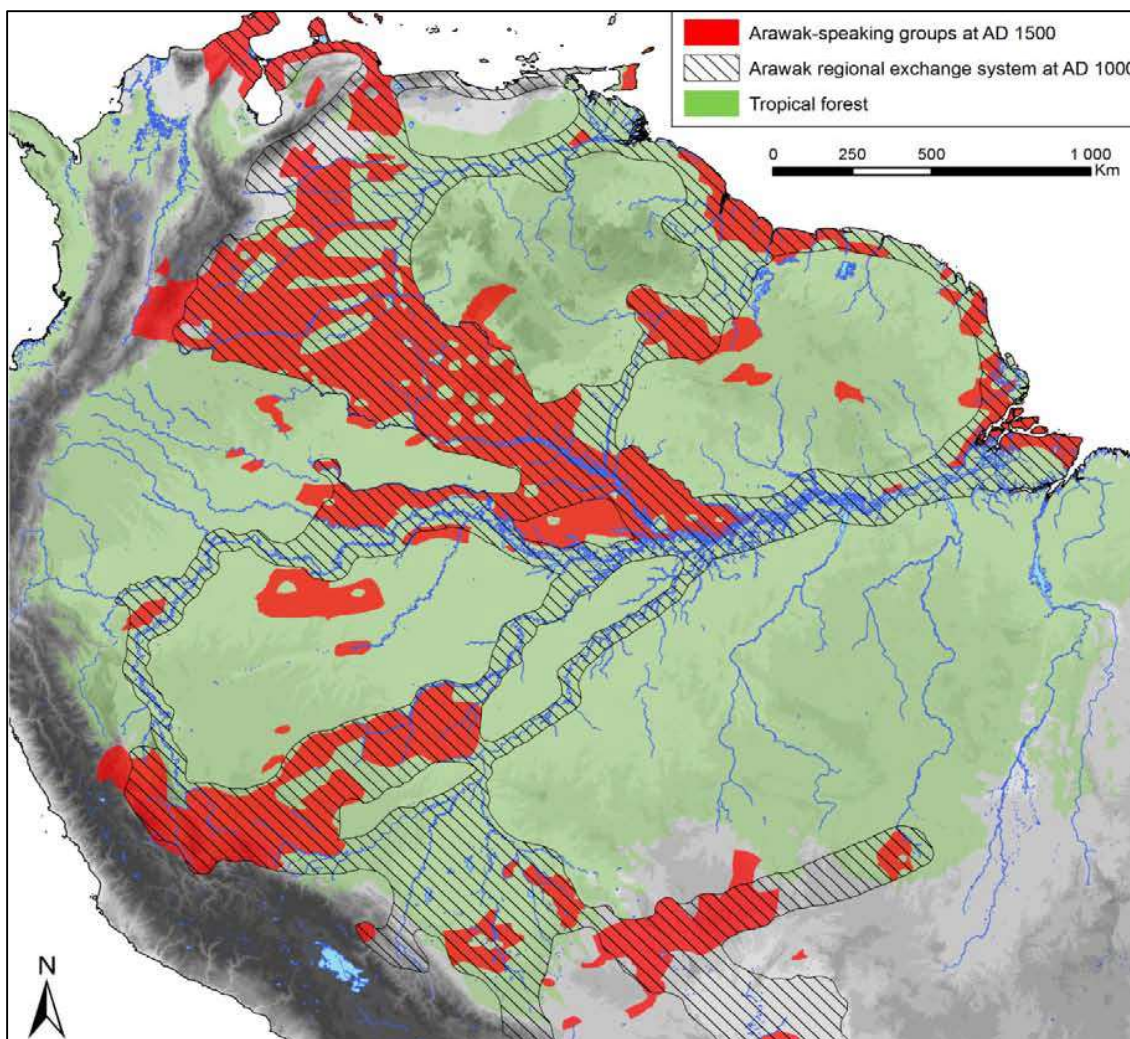 Arawak-speaking groups at AD 1500
Arawak regional exchange system at AD 1000
Tropical forest
0 250 500 1 000
Km
N